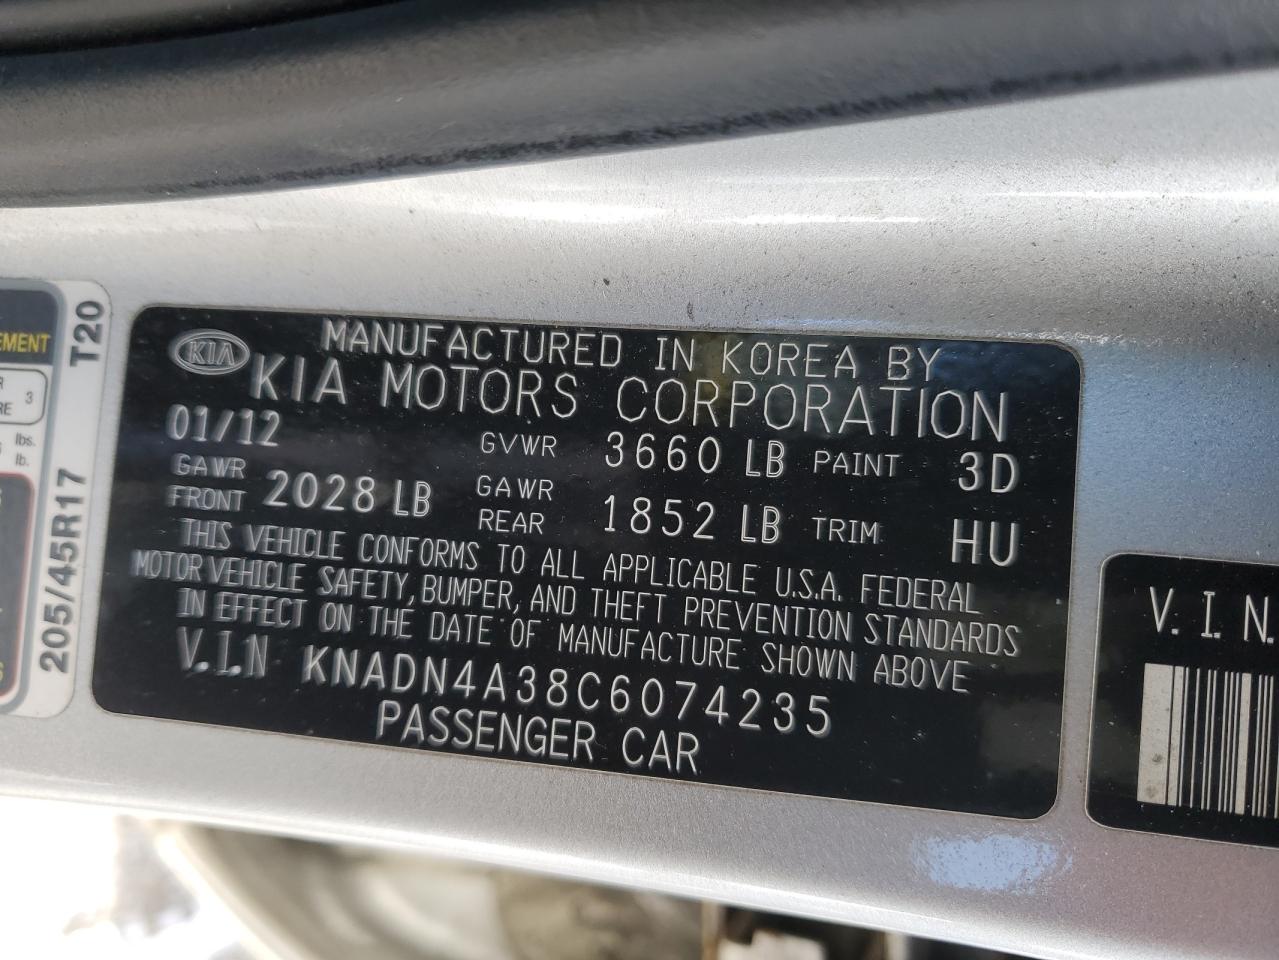 KIA
MANUFACTURED IN KOREA BY
KIA MOTORS CORPORATION
01/12 GVWR 3660 LB PAINT 3D
GAWR FRONT 2028 LB GAWR REAR 1852 LB TRIM HU
THIS VEHICLE CONFORMS TO ALL APPLICABLE U.S.A. FEDERAL
MOTOR VEHICLE SAFETY, BUMPER, AND THEFT PREVENTION STANDARDS
IN EFFECT ON THE DATE OF MANUFACTURE SHOWN ABOVE
V.I.N KNADN4A38C6074235
PASSENGER CAR
205/45R17 T20
3
lbs.
lb.
V.I.N.